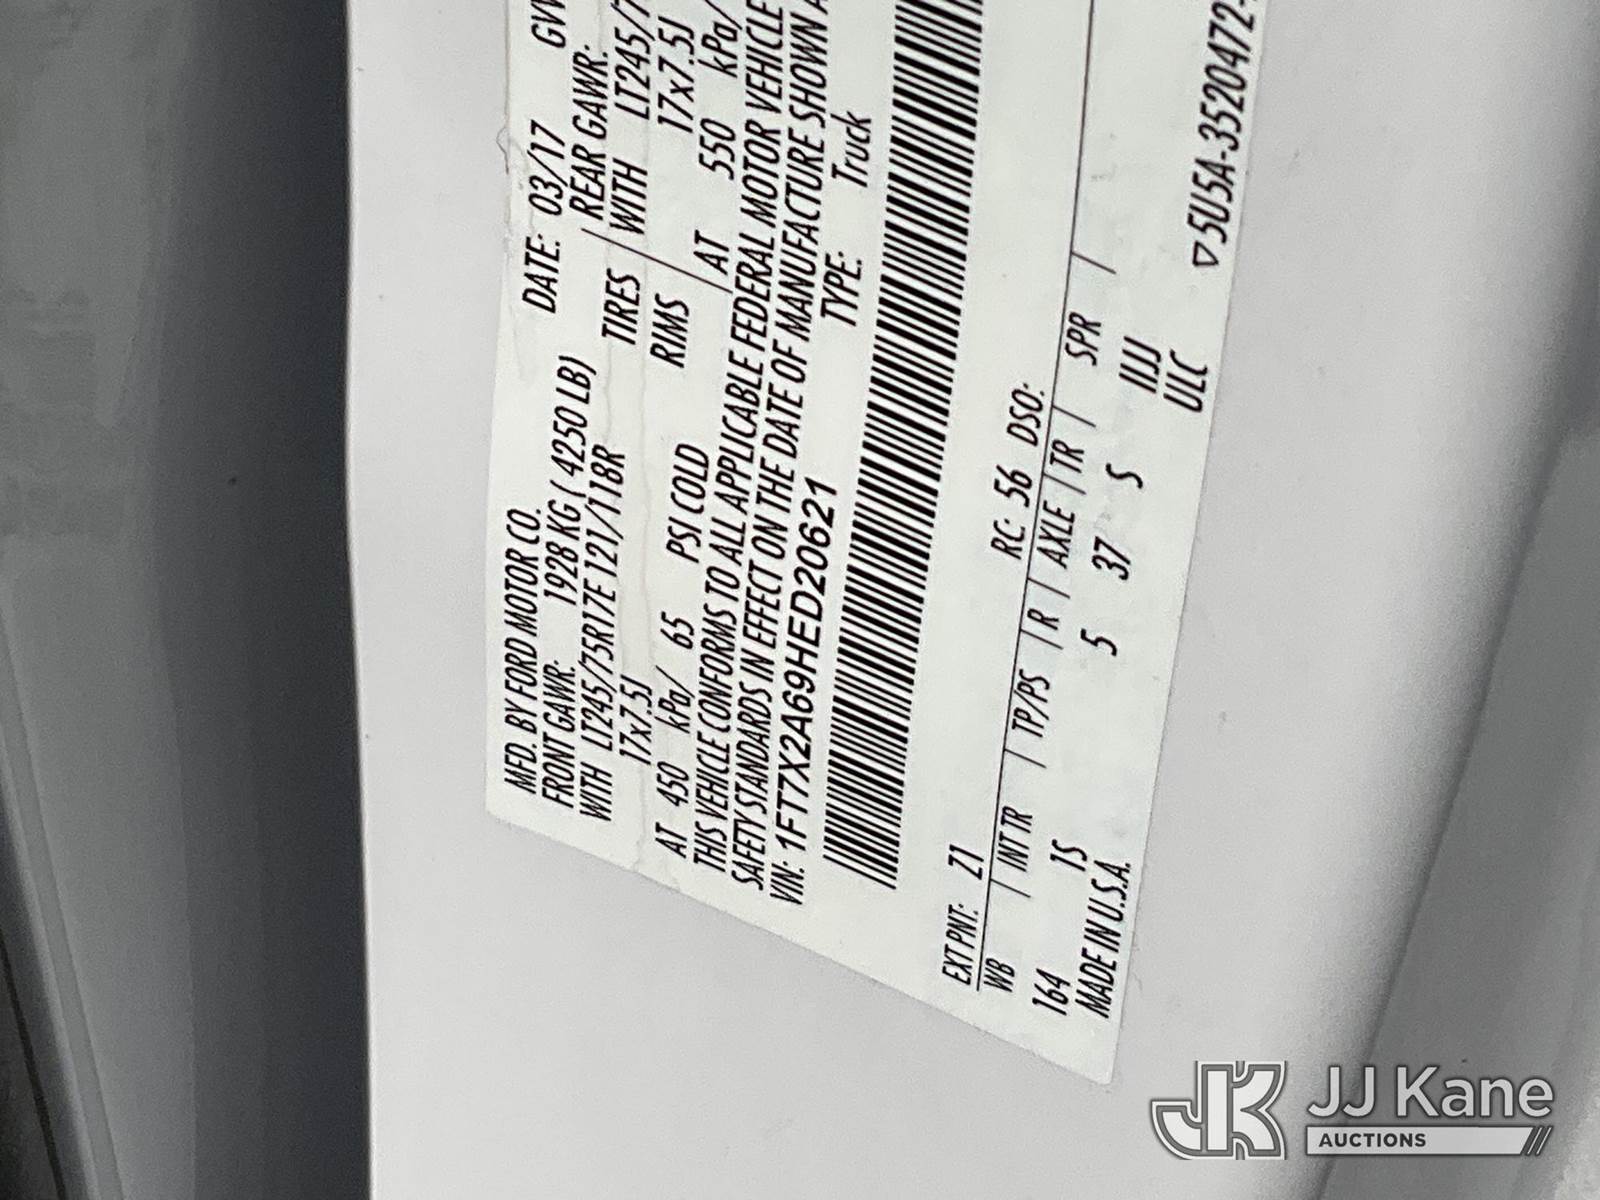 MFD. BY FORD MOTOR CO.
DATE: 03/17
FRONT GAWR: 1928 KG ( 4250 LB)
REAR GAWR:
WITH LT245/75R17E 121/118R
TIRES
WITH
17x7.5J
RIMS
17x7.5J
AT 450 kPa/ 65 PSI COLD
AT 550 kPa/
THIS VEHICLE CONFORMS TO ALL APPLICABLE FEDERAL MOTOR VEHICLE
SAFETY STANDARDS IN EFFECT ON THE DATE OF MANUFACTURE SHOWN
VIN: 1FT7X2A69HED20621
TYPE: Truck
EXT PNT: Z1
RC: 56 DSO:
WB / INT TR / TP/PS / R / AXLE / TR / SPR /
164 1S 5 37 S IIJJ
MADE IN U.S.A.
ULC
▽5U5A-3520472-
JK JJ Kane
AUCTIONS